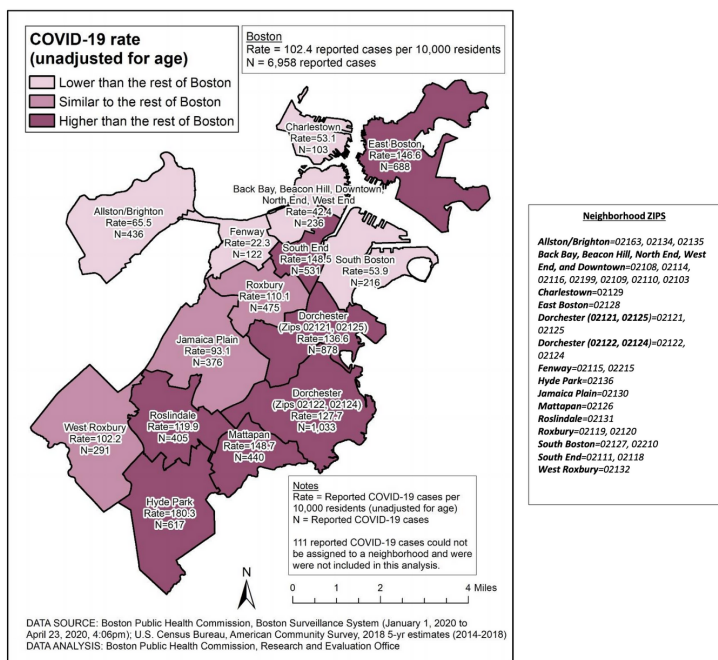 COVID-19 rate
(unadjusted for age)
Lower than the rest of Boston
Similar to the rest of Boston
Higher than the rest of Boston
Boston
Rate = 102.4 reported cases per 10,000 residents
N = 6,958 reported cases
Charlestown
Rate=53.1
N=103
East Boston
Rate=146.6
N=688
Back Bay, Beacon Hill, Downtown,
North End, West End
Rate=42.4
N=236
Allston/Brighton
Rate=65.5
N=436
Fenway
Rate=22.3
N=122
South End
Rate=148.5
N=531
South Boston
Rate=53.9
N=216
Roxbury
Rate=110.1
N=475
Dorchester
(Zips 02121, 02125)
Rate=136.6
N=878
Jamaica Plain
Rate=93.1
N=376
Dorchester
(Zips 02122, 02124)
Rate=127.7
N=1,033
West Roxbury
Rate=102.2
N=291
Roslindale
Rate=119.9
N=405
Mattapan
Rate=148.7
N=440
Hyde Park
Rate=180.3
N=617
Notes
Rate = Reported COVID-19 cases per
10,000 residents (unadjusted for age)
N = Reported COVID-19 cases
111 reported COVID-19 cases could not
be assigned to a neighborhood and were
were not included in this analysis.
N
0 1 2 4 Miles
DATA SOURCE: Boston Public Health Commission, Boston Surveillance System (January 1, 2020 to
April 23, 2020, 4:06pm); U.S. Census Bureau, American Community Survey, 2018 5-yr estimates (2014-2018)
DATA ANALYSIS: Boston Public Health Commission, Research and Evaluation Office
Neighborhood ZIPS
Allston/Brighton=02163, 02134, 02135
Back Bay, Beacon Hill, North End, West
End, and Downtown=02108, 02114,
02116, 02199, 02109, 02110, 02103
Charlestown=02129
East Boston=02128
Dorchester (02121, 02125)=02121,
02125
Dorchester (02122, 02124)=02122,
02124
Fenway=02115, 02215
Hyde Park=02136
Jamaica Plain=02130
Mattapan=02126
Roslindale=02131
Roxbury=02119, 02120
South Boston=02127, 02210
South End=02111, 02118
West Roxbury=02132